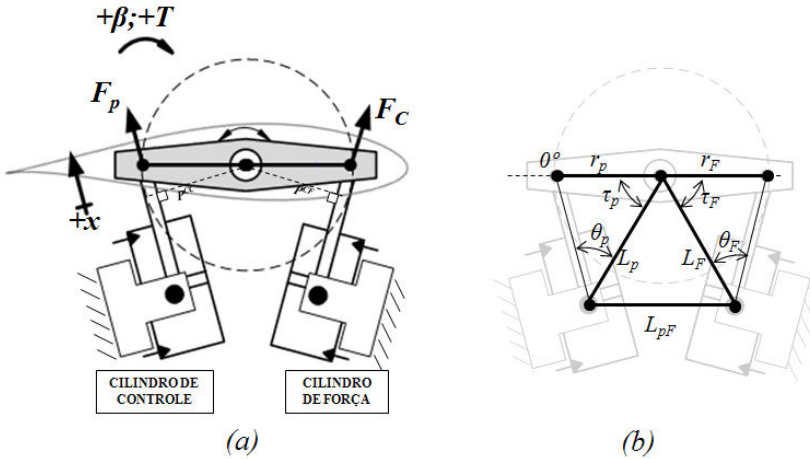 +β;+T
F_p
F_C
+x
CILINDRO DE
CONTROLE
CILINDRO
DE FORÇA
(a)
0°
r_p
r_F
τ_p
τ_F
θ_p
θ_F
L_p
L_F
L_pF
(b)